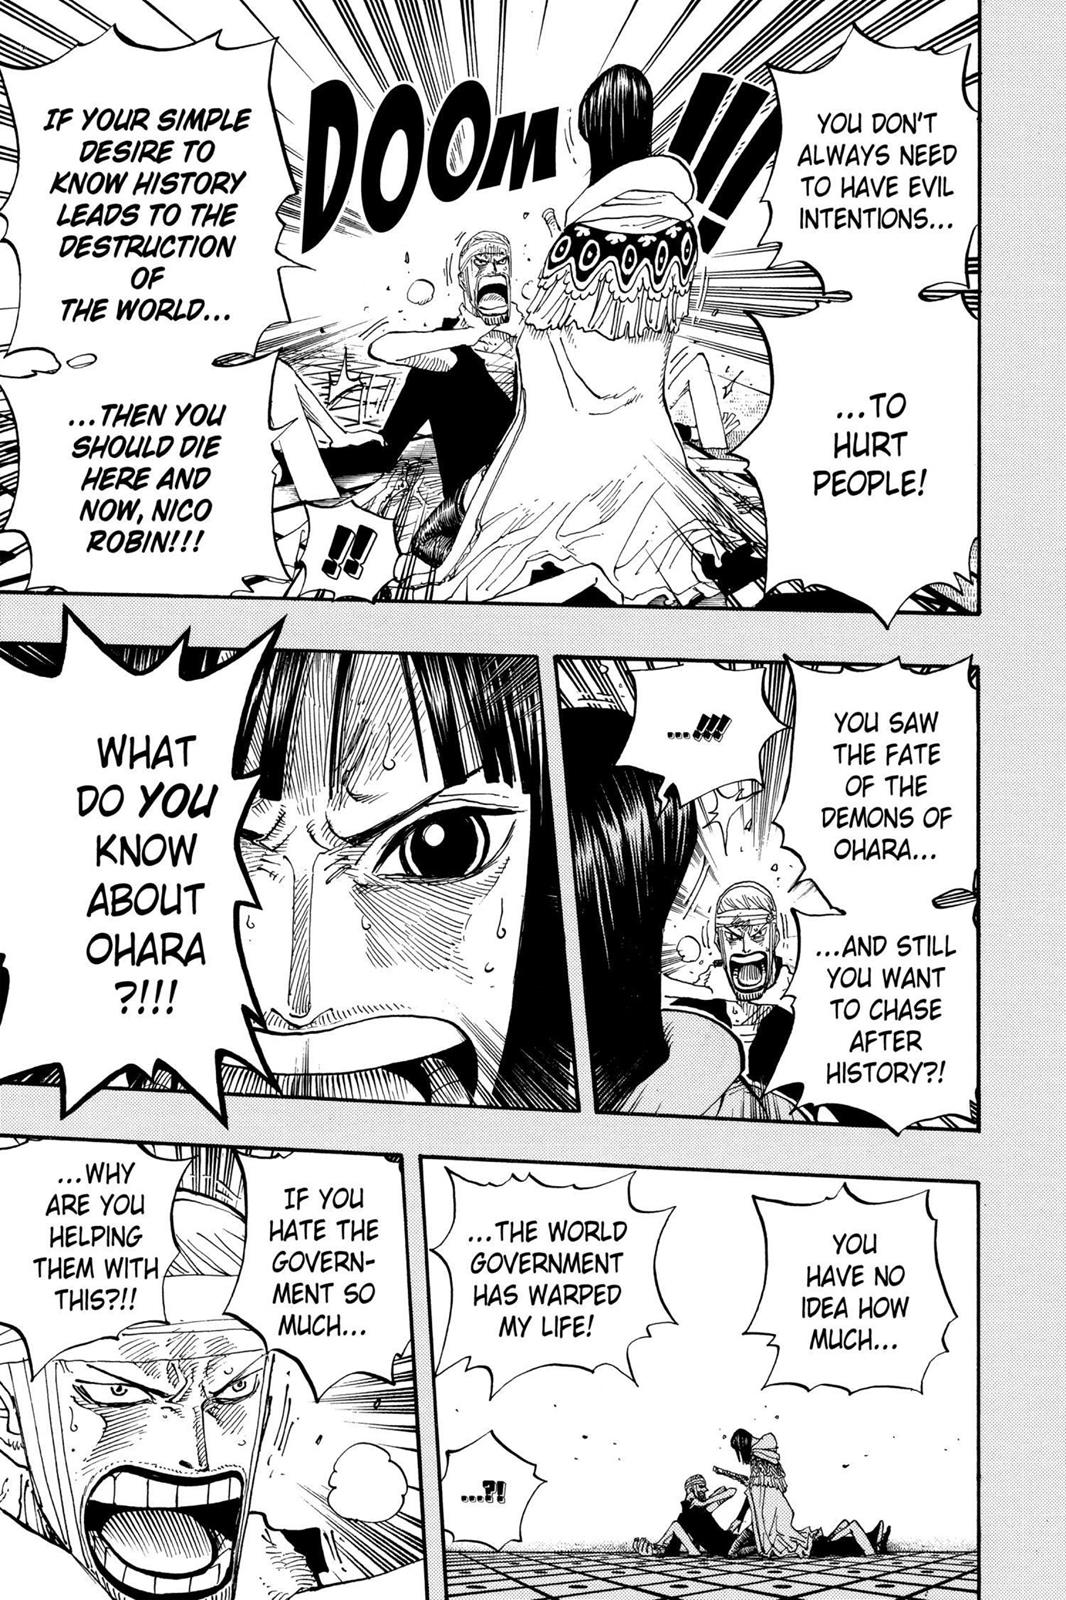 YOU DON'T
ALWAYS NEED
TO HAVE EVIL
INTENTIONS...
...TO
HURT
PEOPLE!
DOOM!!!
IF YOUR SIMPLE
DESIRE TO
KNOW HISTORY
LEADS TO THE
DESTRUCTION
OF
THE WORLD...
...THEN YOU
SHOULD DIE
HERE AND
NOW, NICO
ROBIN!!!
!!
YOU SAW
THE FATE
OF THE
DEMONS OF
OHARA...
...AND STILL
YOU WANT
TO CHASE
AFTER
HISTORY?!
...!!!
WHAT
DO YOU
KNOW
ABOUT
OHARA
?!!!
YOU
HAVE NO
IDEA HOW
MUCH...
...THE WORLD
GOVERNMENT
HAS WARPED
MY LIFE!
...?!
IF YOU
HATE THE
GOVERN-
MENT SO
MUCH...
...WHY
ARE YOU
HELPING
THEM WITH
THIS?!!